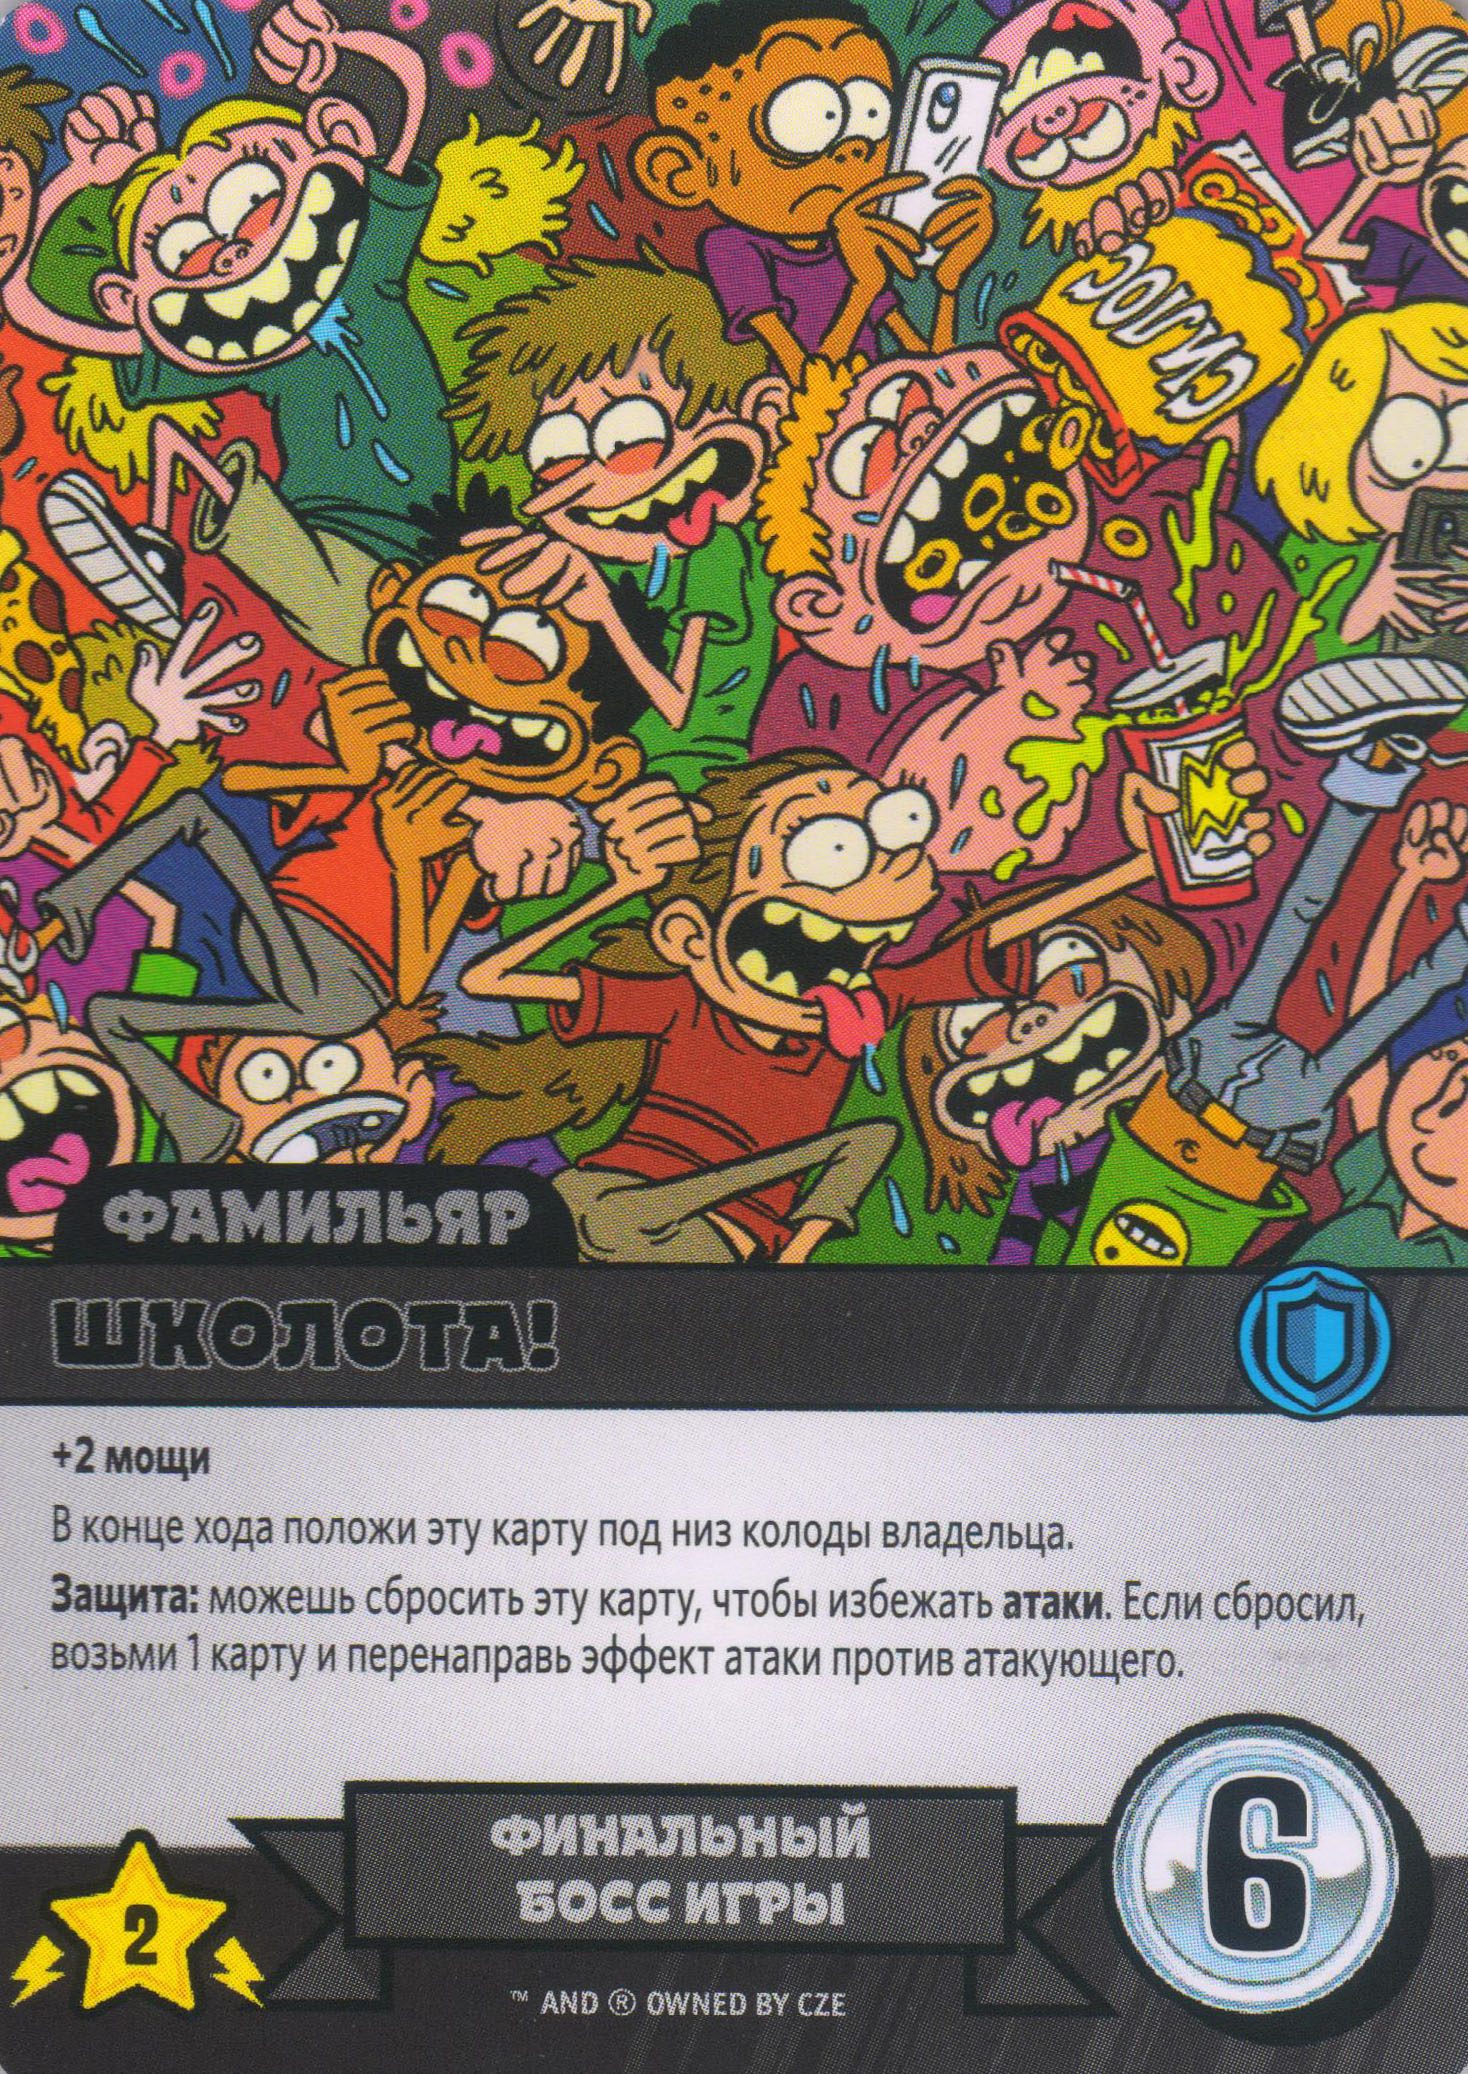 СЛЛОС
ФАМИЛЬЯР
ШКОЛОТА!
+2 мощи
В конце хода положи эту карту под низ колоды владельца.
Защита: можешь сбросить эту карту, чтобы избежать атаки. Если сбросил,
возьми 1 карту и перенаправь эффект атаки против атакующего.
2
ФИНАЛЬНЫЙ
БОСС ИГРЫ
6
™ AND ® OWNED BY CZE